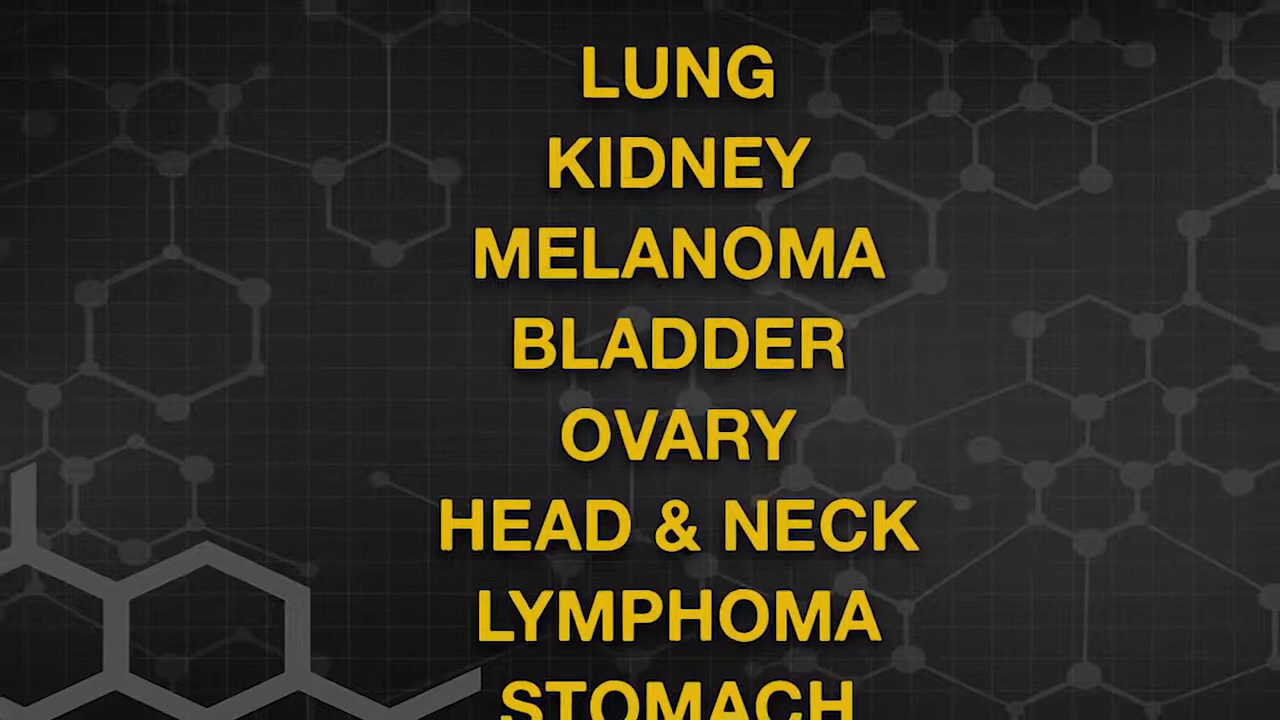 LUNG
KIDNEY
MELANOMA
BLADDER
OVARY
HEAD & NECK
LYMPHOMA
STOMACH